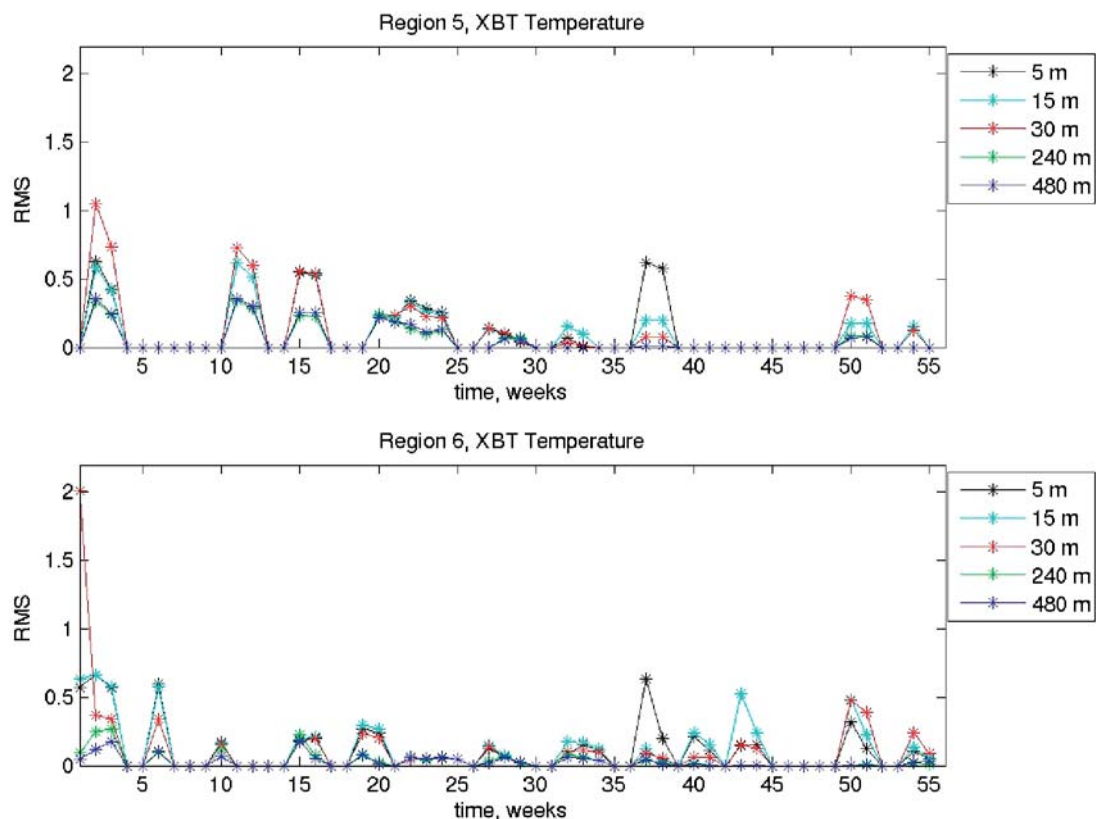 Region 5, XBT Temperature
2
1.5
1
0.5
0
RMS
5 10 15 20 25 30 35 40 45 50 55
time, weeks
5 m
15 m
30 m
240 m
480 m
Region 6, XBT Temperature
2
1.5
1
0.5
0
RMS
5 10 15 20 25 30 35 40 45 50 55
time, weeks
5 m
15 m
30 m
240 m
480 m